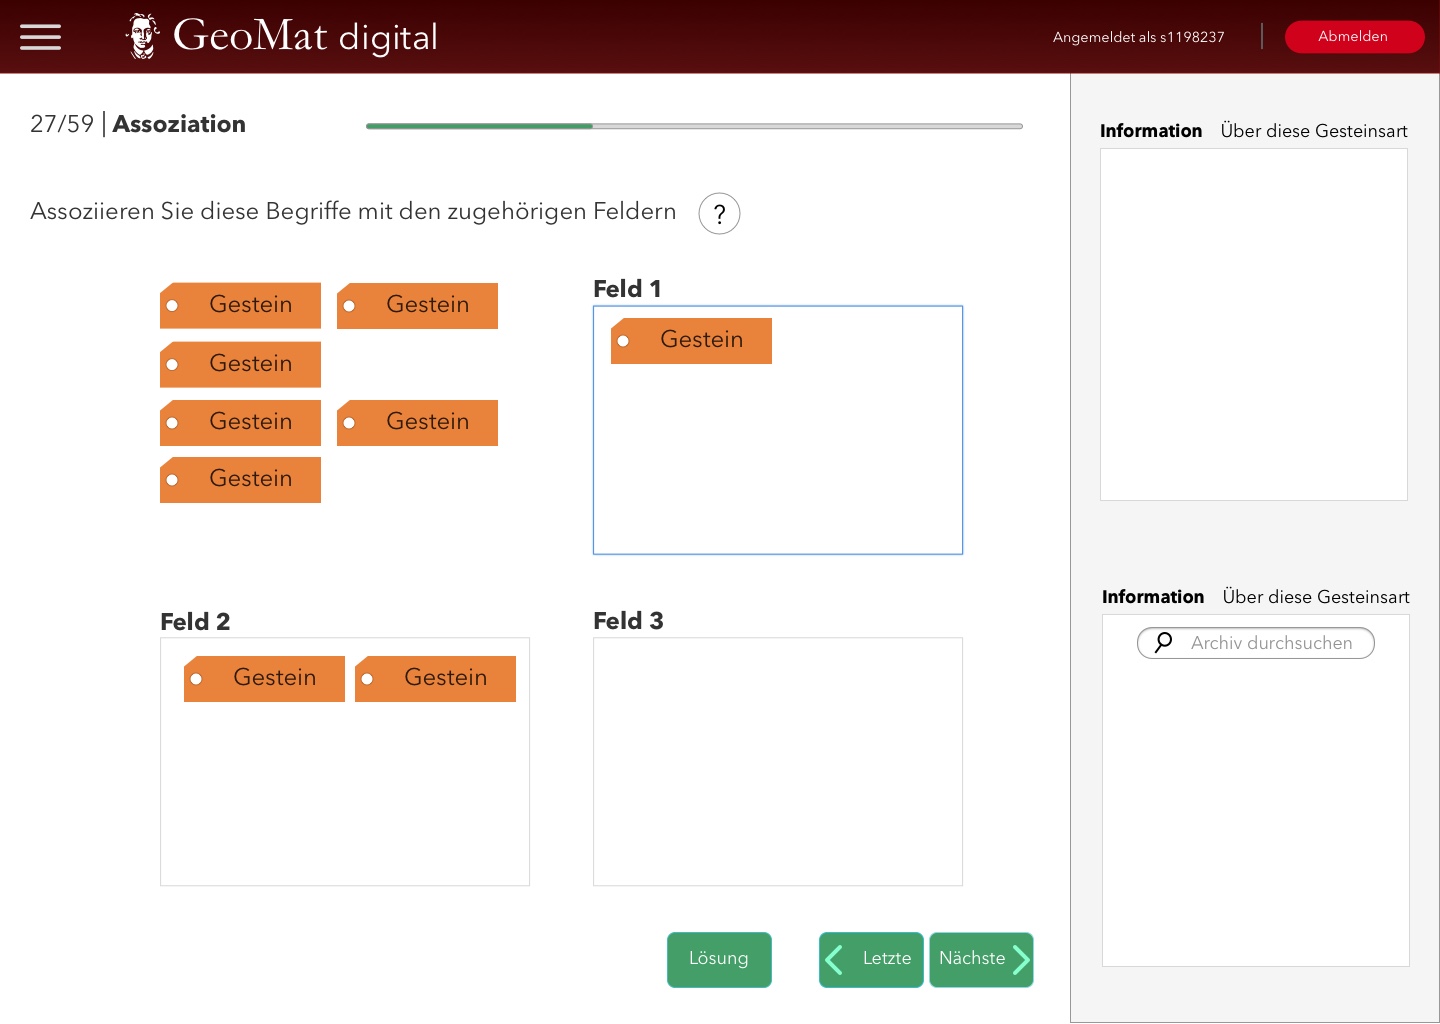 GeoMat digital
Angemeldet als s1198237
Abmelden
27/59 | Assoziation
Assoziieren Sie diese Begriffe mit den zugehörigen Feldern ?
Gestein Gestein
Gestein
Gestein Gestein
Gestein
Feld 1
Gestein
Feld 2
Gestein Gestein
Feld 3
Lösung
Letzte
Nächste
Information Über diese Gesteinsart
Information Über diese Gesteinsart
Archiv durchsuchen